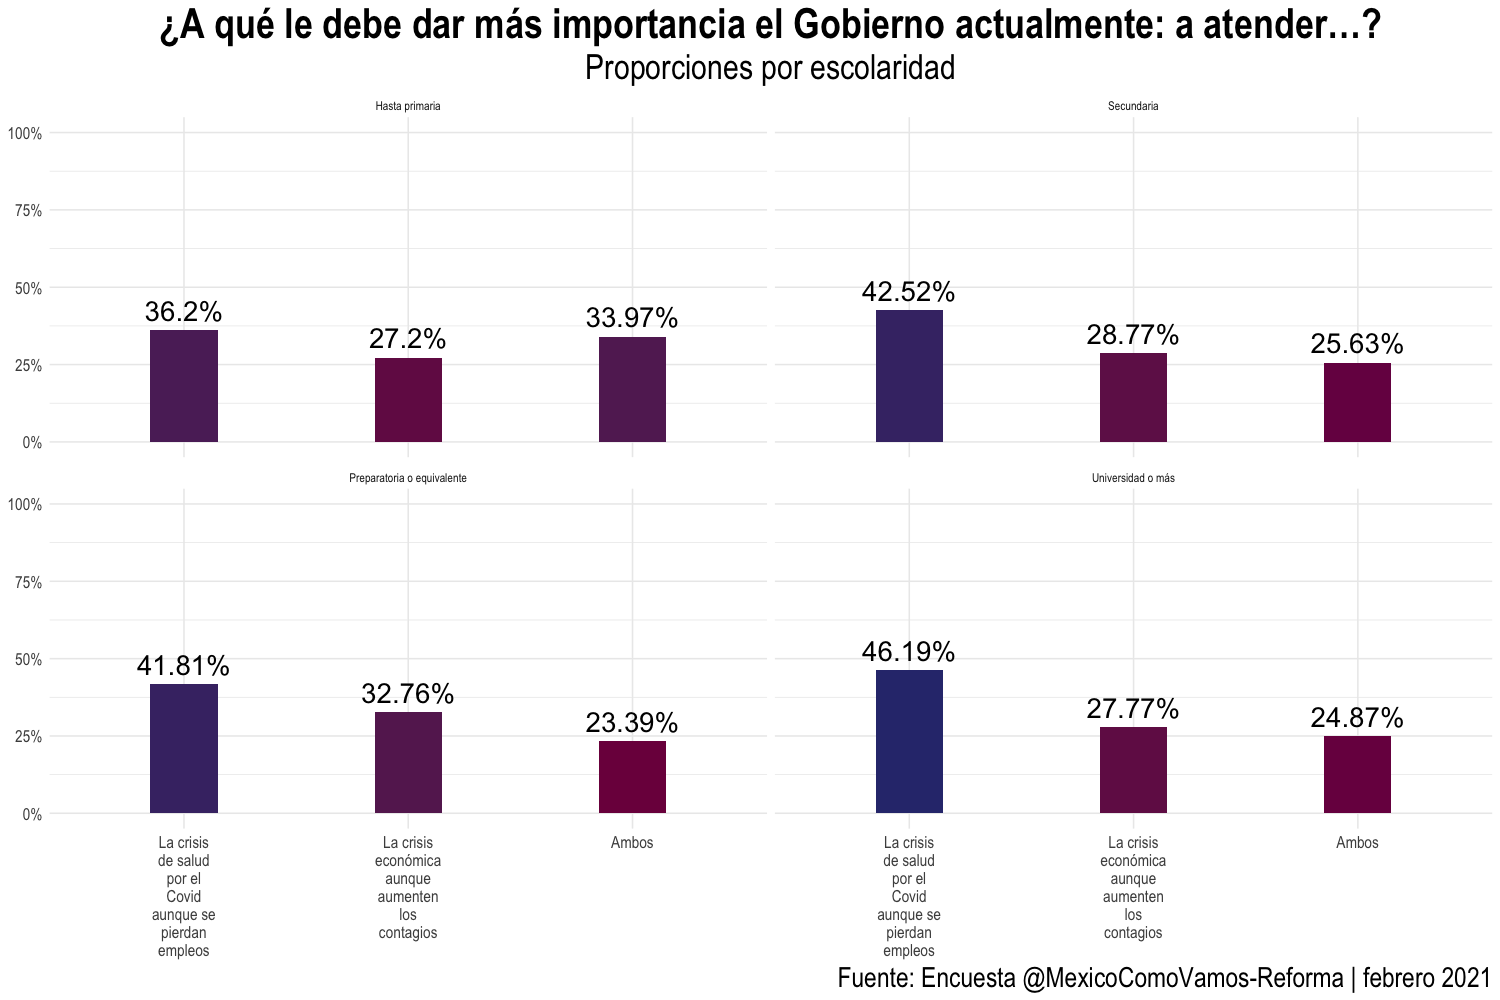 ¿A qué le debe dar más importancia el Gobierno actualmente: a atender…?
Proporciones por escolaridad
Hasta primaria
100%
75%
50%
25%
0%
36.2%
27.2%
33.97%
Secundaria
42.52%
28.77%
25.63%
Preparatoria o equivalente
100%
75%
50%
25%
0%
41.81%
32.76%
23.39%
Universidad o más
46.19%
27.77%
24.87%
La crisis
de salud
por el
Covid
aunque se
pierdan
empleos
La crisis
económica
aunque
aumenten
los
contagios
Ambos
La crisis
de salud
por el
Covid
aunque se
pierdan
empleos
La crisis
económica
aunque
aumenten
los
contagios
Ambos
Fuente: Encuesta @MexicoComoVamos-Reforma | febrero 2021